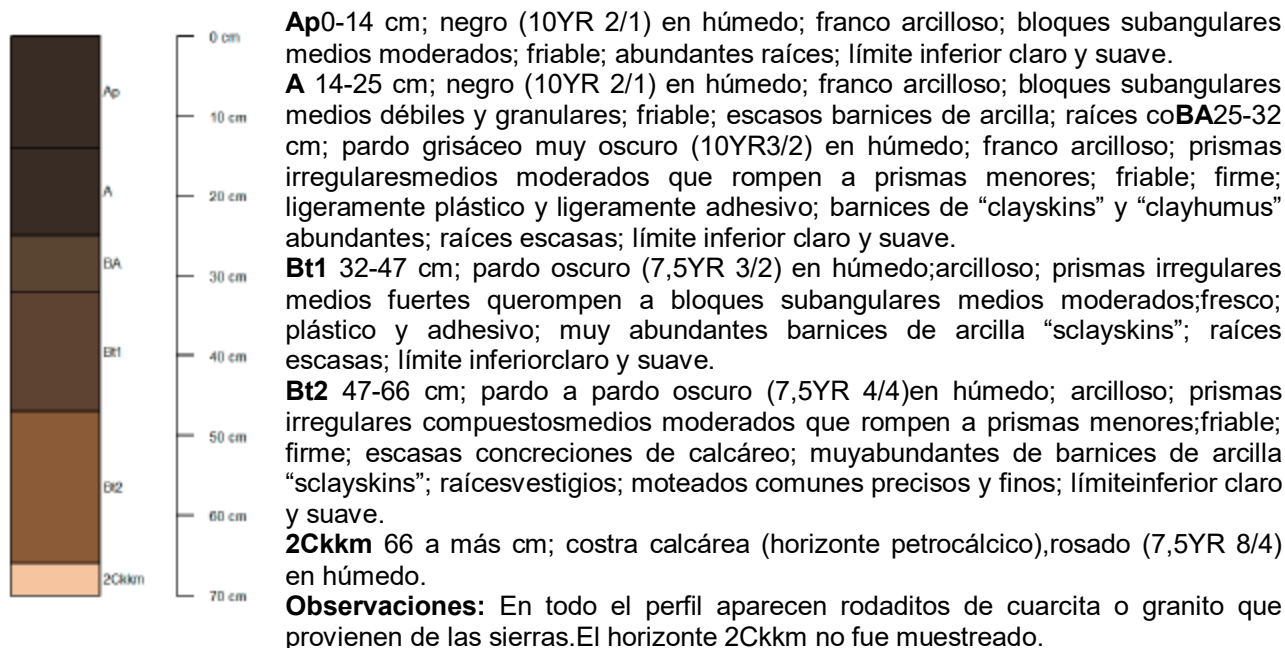 0 cm
Ap
10 cm
A
20 cm
BA
30 cm
Bt1
40 cm
50 cm
Bt2
60 cm
2Ckkm
70 cm
Ap0-14 cm; negro (10YR 2/1) en húmedo; franco arcilloso; bloques subangulares
medios moderados; friable; abundantes raíces; límite inferior claro y suave.
A 14-25 cm; negro (10YR 2/1) en húmedo; franco arcilloso; bloques subangulares
medios débiles y granulares; friable; escasos barnices de arcilla; raíces coBA25-32
cm; pardo grisáceo muy oscuro (10YR3/2) en húmedo; franco arcilloso; prismas
irregularesmedios moderados que rompen a prismas menores; friable; firme;
ligeramente plástico y ligeramente adhesivo; barnices de “clayskins” y “clayhumus”
abundantes; raíces escasas; límite inferior claro y suave.
Bt1 32-47 cm; pardo oscuro (7,5YR 3/2) en húmedo;arcilloso; prismas irregulares
medios fuertes querompen a bloques subangulares medios moderados;fresco;
plástico y adhesivo; muy abundantes barnices de arcilla “sclayskins”; raíces
escasas; límite inferiorclaro y suave.
Bt2 47-66 cm; pardo a pardo oscuro (7,5YR 4/4)en húmedo; arcilloso; prismas
irregulares compuestosmedios moderados que rompen a prismas menores;friable;
firme; escasas concreciones de calcáreo; muyabundantes de barnices de arcilla
“sclayskins”; raícesvestigios; moteados comunes precisos y finos; límiteinferior claro
y suave.
2Ckkm 66 a más cm; costra calcárea (horizonte petrocálcico),rosado (7,5YR 8/4)
en húmedo.
Observaciones: En todo el perfil aparecen rodaditos de cuarcita o granito que
provienen de las sierras.El horizonte 2Ckkm no fue muestreado.